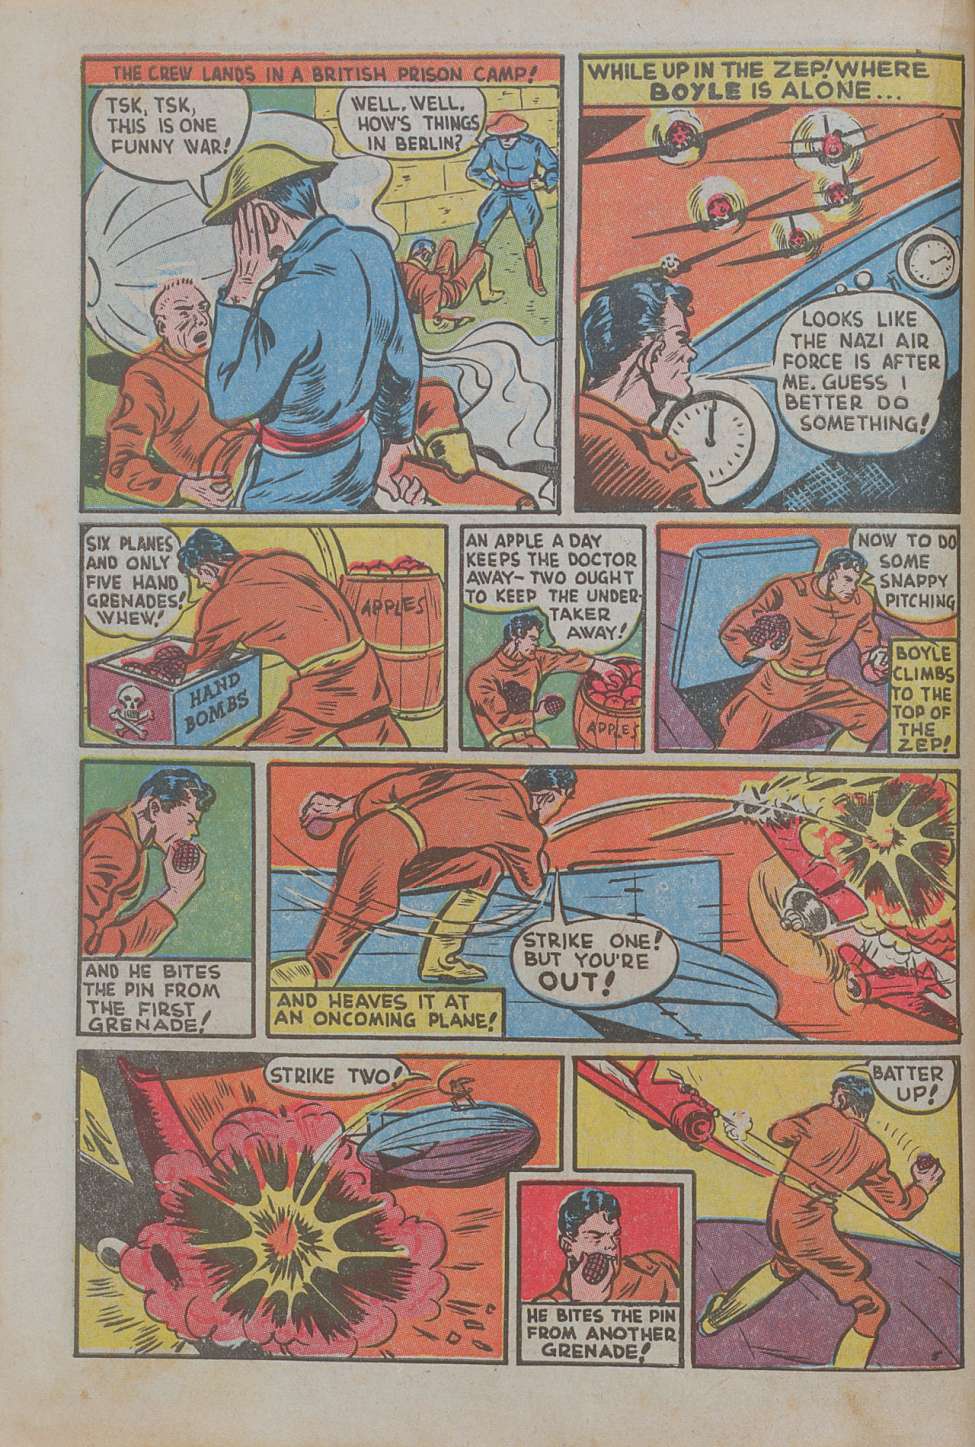 THE CREW LANDS IN A BRITISH PRISON CAMP!
TSK, TSK,
THIS IS ONE
FUNNY WAR!
WELL, WELL,
HOW'S THINGS
IN BERLIN?
WHILE UP IN THE ZEP! WHERE
BOYLE IS ALONE...
LOOKS LIKE
THE NAZI AIR
FORCE IS AFTER
ME. GUESS I
BETTER DO
SOMETHING!
SIX PLANES
AND ONLY
FIVE HAND
GRENADES!
WHEW!
APPLES
HAND
BOMBS
AN APPLE A DAY
KEEPS THE DOCTOR
AWAY—TWO OUGHT
TO KEEP THE UNDER-
TAKER
AWAY!
APPLES
NOW TO DO
SOME
SNAPPY
PITCHING
BOYLE
CLIMBS
TO THE
TOP OF
THE
ZEP!
AND HE BITES
THE PIN FROM
THE FIRST
GRENADE!
STRIKE ONE!
BUT YOU'RE
OUT!
AND HEAVES IT AT
AN ONCOMING PLANE!
STRIKE TWO!
HE BITES THE PIN
FROM ANOTHER
GRENADE!
BATTER
UP!
5